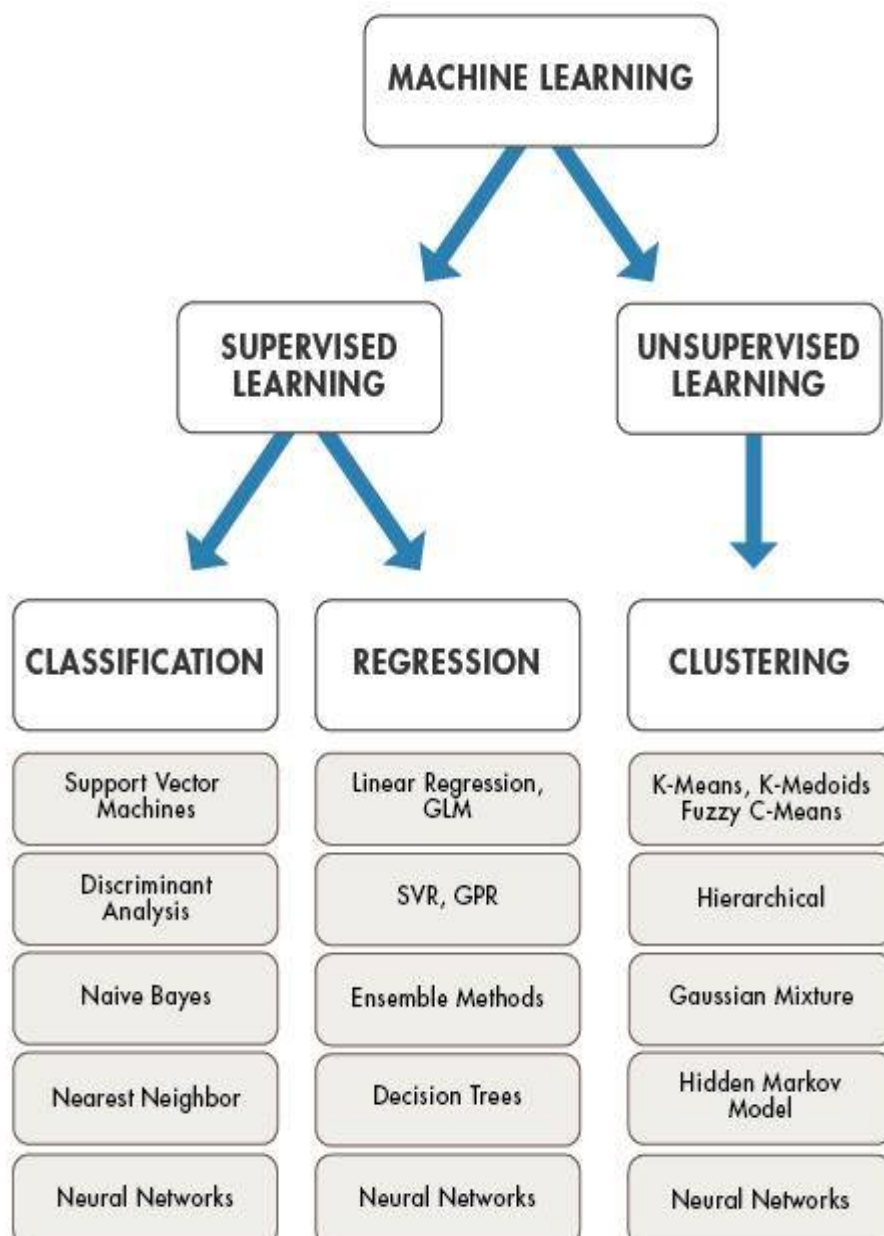 MACHINE LEARNING
SUPERVISED
LEARNING
UNSUPERVISED
LEARNING
CLASSIFICATION
Support Vector
Machines
Discriminant
Analysis
Naive Bayes
Nearest Neighbor
Neural Networks
REGRESSION
Linear Regression,
GLM
SVR, GPR
Ensemble Methods
Decision Trees
Neural Networks
CLUSTERING
K-Means, K-Medoids
Fuzzy C-Means
Hierarchical
Gaussian Mixture
Hidden Markov
Model
Neural Networks